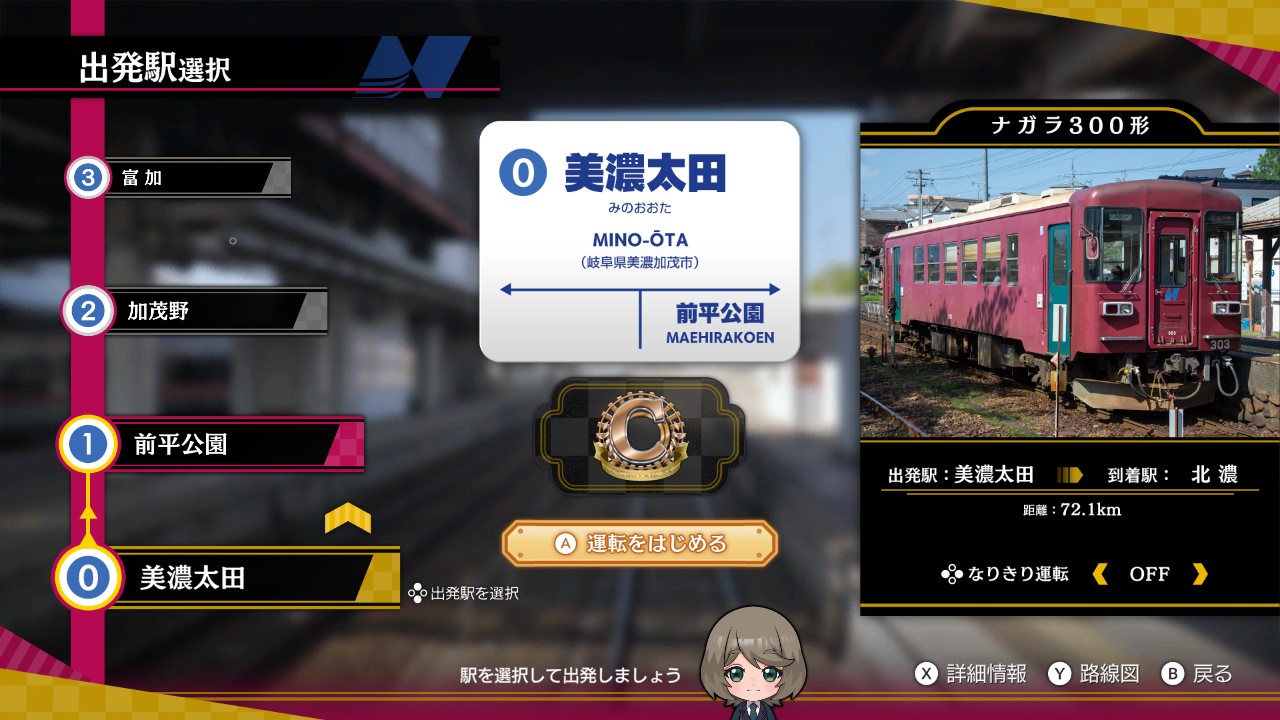 出発駅選択
3 富加
2 加茂野
1 前平公園
0 美濃太田
出発駅を選択
0 美濃太田
みのおおた
MINO-ŌTA
(岐阜県美濃加茂市)
前平公園
MAEHIRAKOEN
C
A 運転をはじめる
駅を選択して出発しましょう
ナガラ300形
303
出発駅:美濃太田 到着駅: 北濃
距離:72.1km
なりきり運転 OFF
X 詳細情報 Y 路線図 B 戻る